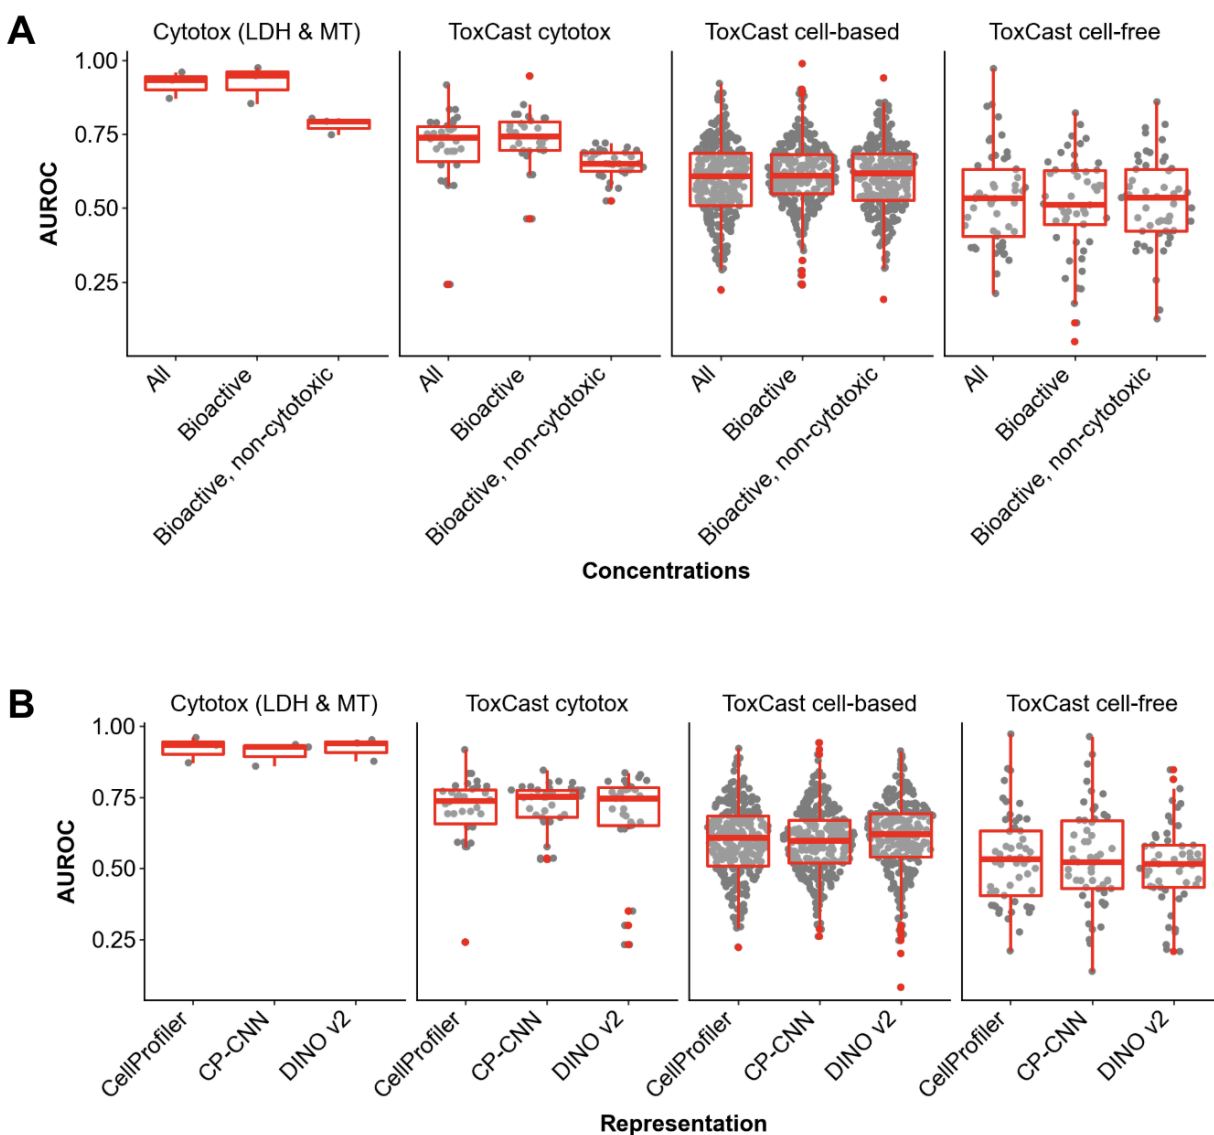 A
Cytotox (LDH & MT) ToxCast cytotox ToxCast cell-based ToxCast cell-free
AUROC
1.00
0.75
0.50
0.25
All Bioactive Bioactive, non-cytotoxic All Bioactive Bioactive, non-cytotoxic All Bioactive Bioactive, non-cytotoxic All Bioactive Bioactive, non-cytotoxic
Concentrations
B
Cytotox (LDH & MT) ToxCast cytotox ToxCast cell-based ToxCast cell-free
AUROC
1.00
0.75
0.50
0.25
CellProfiler CP-CNN DINO v2 CellProfiler CP-CNN DINO v2 CellProfiler CP-CNN DINO v2 CellProfiler CP-CNN DINO v2
Representation